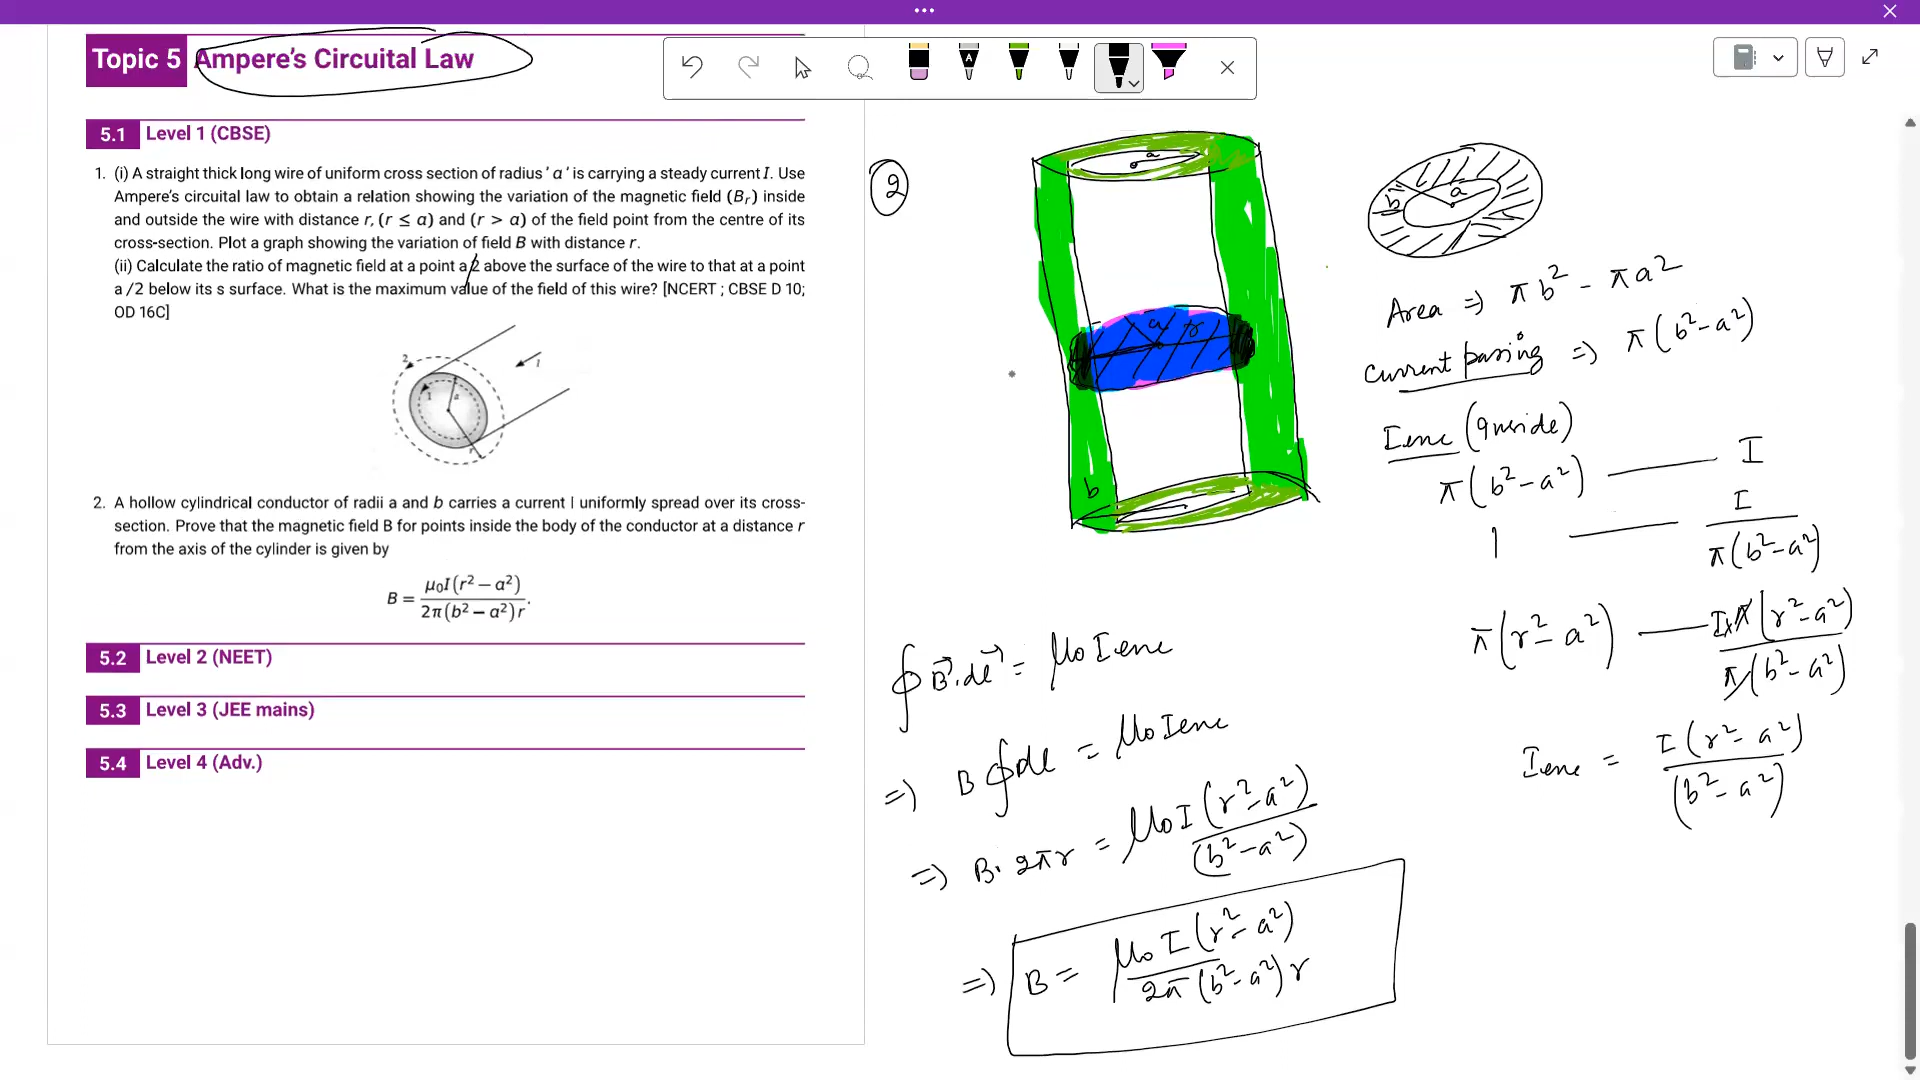 Topic 5 Ampere's Circuital Law
5.1 Level 1 (CBSE)
1. (i) A straight thick long wire of uniform cross section of radius ' a ' is carrying a steady current I. Use
Ampere's circuital law to obtain a relation showing the variation of the magnetic field (Bᵣ) inside
and outside the wire with distance r, (r ≤ a) and (r > a) of the field point from the centre of its
cross-section. Plot a graph showing the variation of field B with distance r.
(ii) Calculate the ratio of magnetic field at a point a/2 above the surface of the wire to that at a point
a /2 below its s surface. What is the maximum value of the field of this wire? [NCERT ; CBSE D 10;
OD 16C]
2
1
a
r
I
2. A hollow cylindrical conductor of radii a and b carries a current I uniformly spread over its cross-
section. Prove that the magnetic field B for points inside the body of the conductor at a distance r
from the axis of the cylinder is given by
B = μ₀I(r² − a²) / 2π(b² − a²)r .
5.2 Level 2 (NEET)
5.3 Level 3 (JEE mains)
5.4 Level 4 (Adv.)
A
2
a
a r
b
b a
Area => πb² - πa²
Current passing => π(b²-a²)
Ienc (Inside)
π(b²-a²) — I
1 — I / π(b²-a²)
π(r²-a²) — I×π(r²-a²) / π(b²-a²)
Ienc = I(r²-a²) / (b²-a²)
∮B⃗.dl⃗ = μ₀Ienc
=> B∮dl = μ₀Ienc
=> B.2πr = μ₀I(r²-a²) / (b²-a²)
=> B = μ₀I(r²-a²) / 2π(b²-a²)r